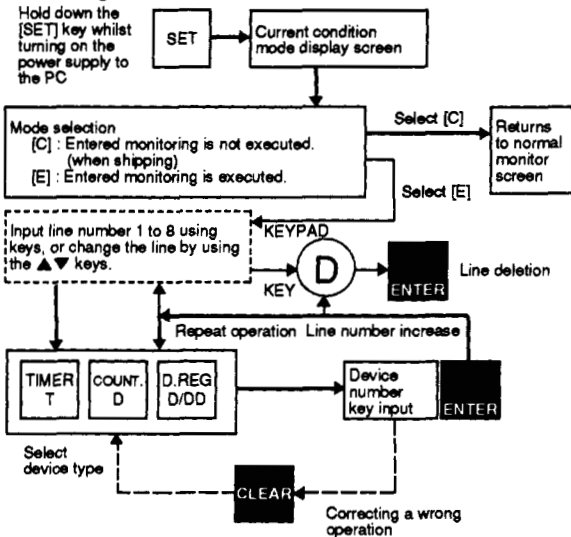 Hold down the
[SET] key whilst
turning on the
power supply to
the PC
SET
Current condition
mode display screen
Mode selection
[C] : Entered monitoring is not executed.
(when shipping)
[E] : Entered monitoring is executed.
Select [C]
Returns
to normal
monitor
screen
Select [E]
Input line number 1 to 8 using
keys, or change the line by using
the ▲▼ keys.
KEYPAD
KEY
D
ENTER
Line deletion
Repeat operation Line number increase
TIMER
T
COUNT.
D
D.REG
D/DD
Device
number
key input
ENTER
Select
device type
CLEAR
Correcting a wrong
operation